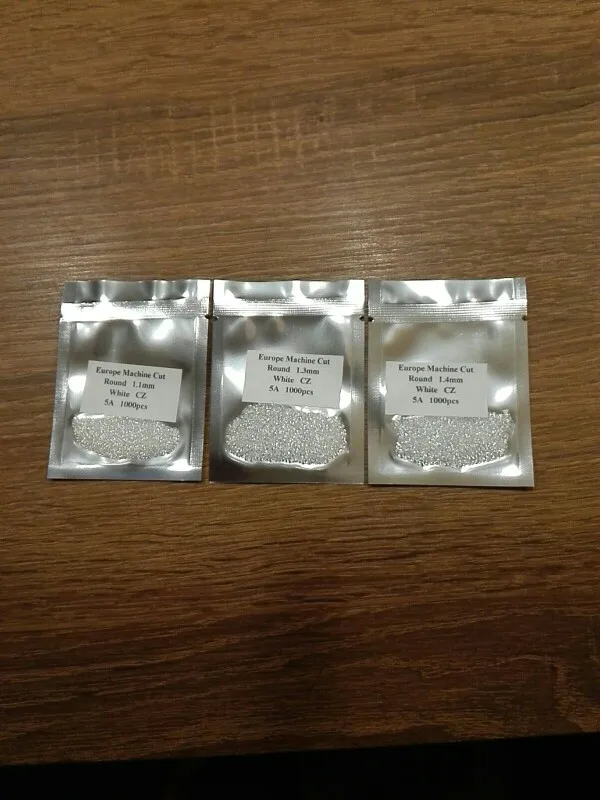 Europe Machine Cut
Round 1.1mm
White CZ
5A 1000pcs
Europe Machine Cut
Round 1.3mm
White CZ
5A 1000pcs
Europe Machine Cut
Round 1.4mm
White CZ
5A 1000pcs